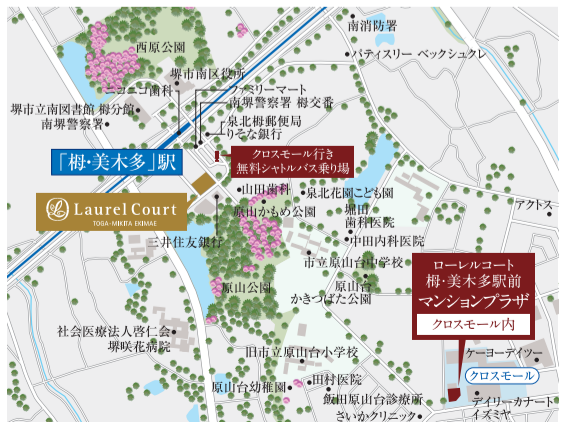 南消防署
西原公園
パティスリー ベックシュクレ
堺市南区役所
ニコニコ歯科
ファミリーマート
南堺警察署 栂交番
堺市立南図書館 栂分館
泉北栂郵便局
南堺警察署
りそな銀行
「栂・美木多」駅
クロスモール行き
無料シャトルバス乗り場
山田歯科
泉北花園こども園
Laurel Court
TOGA-MIKITA EKIMAE
原山かもめ公園
堀田
歯科医院
アクトス
三井住友銀行
中田内科医院
市立原山台中学校
原山公園
原山台
かきつばた公園
ローレルコート
栂・美木多駅前
マンションプラザ
クロスモール内
社会医療法人啓仁会
堺咲花病院
旧市立原山台小学校
ケーヨーデイツー
クロスモール
原山台幼稚園
田村医院
飯田原山台診療所
さいかクリニック
デイリーカナート
イズミヤ